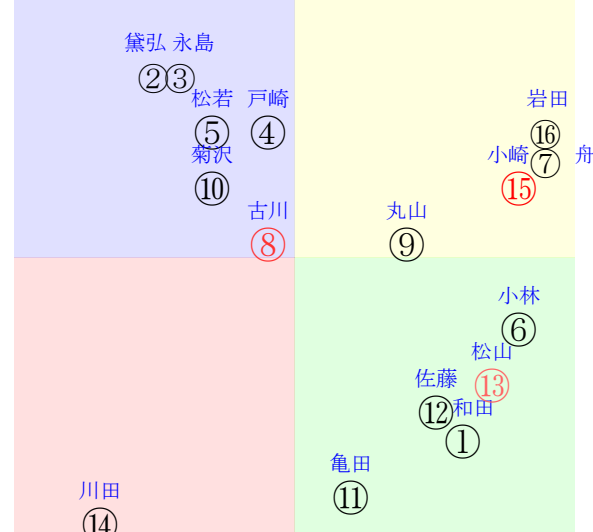 黛弘 永島
②③
松若 戸崎 岩田
⑤ ④ ⑯
菊沢 小崎 ⑦ 舟
⑩ ⑮
古川 丸山
⑧ ⑨
小林
⑥
松山
佐藤 ⑬
⑫ 和田
①
亀田
川田 ⑪
⑭